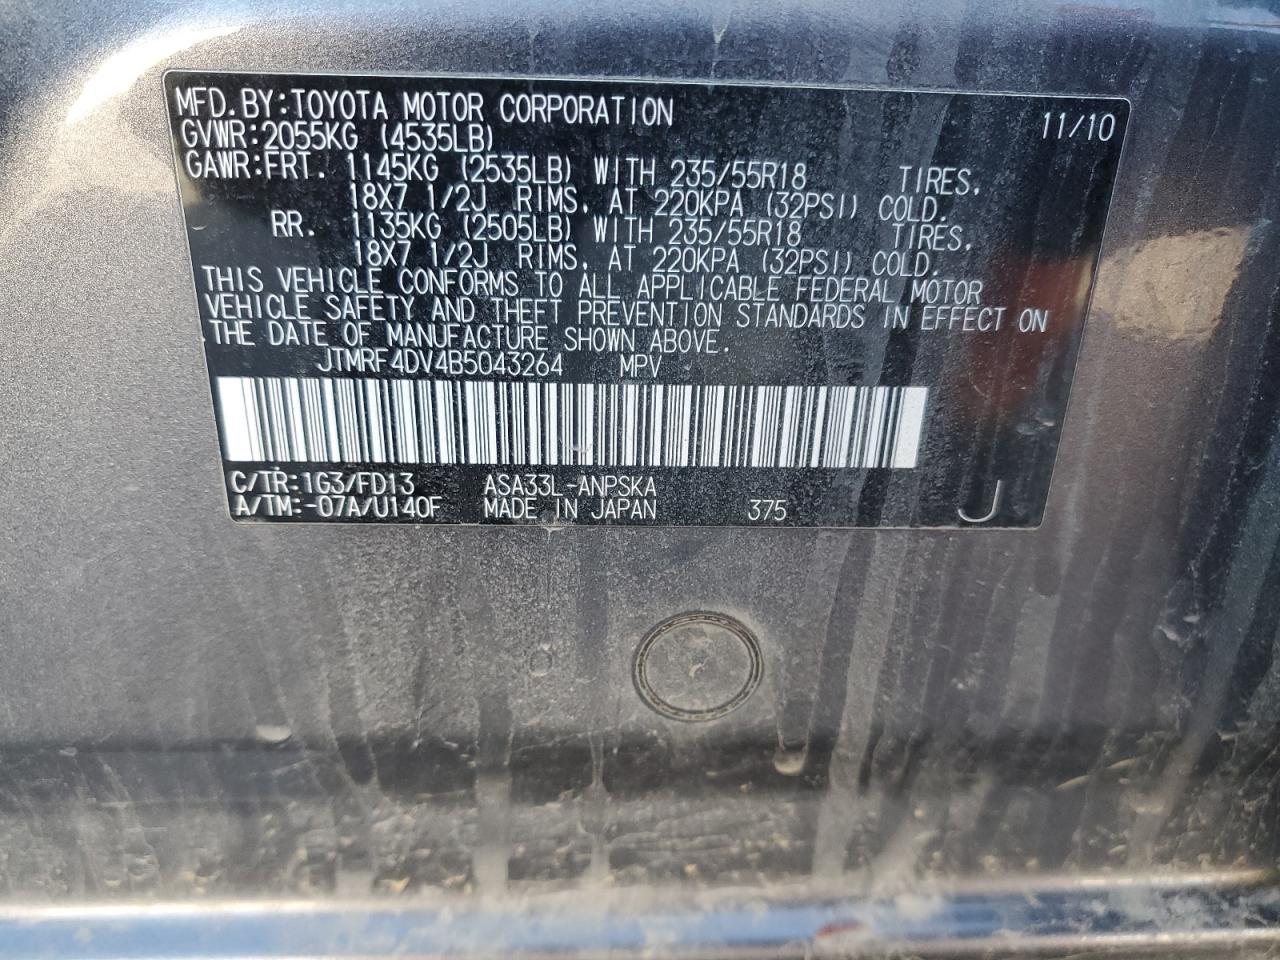 MFD.BY:TOYOTA MOTOR CORPORATION 11/10
GVWR:2055KG (4535LB)
GAWR:FRT. 1145KG (2535LB) WITH 235/55R18 TIRES,
18X7 1/2J RIMS, AT 220KPA (32PSI) COLD.
RR. 1135KG (2505LB) WITH 235/55R18 TIRES,
18X7 1/2J RIMS, AT 220KPA (32PSI) COLD.
THIS VEHICLE CONFORMS TO ALL APPLICABLE FEDERAL MOTOR
VEHICLE SAFETY AND THEFT PREVENTION STANDARDS IN EFFECT ON
THE DATE OF MANUFACTURE SHOWN ABOVE.
JTMRF4DV4B5043264 MPV
C/TR:1G3/FD13 ASA33L-ANPSKA
A/TM:-07A/U140F MADE IN JAPAN 375 J